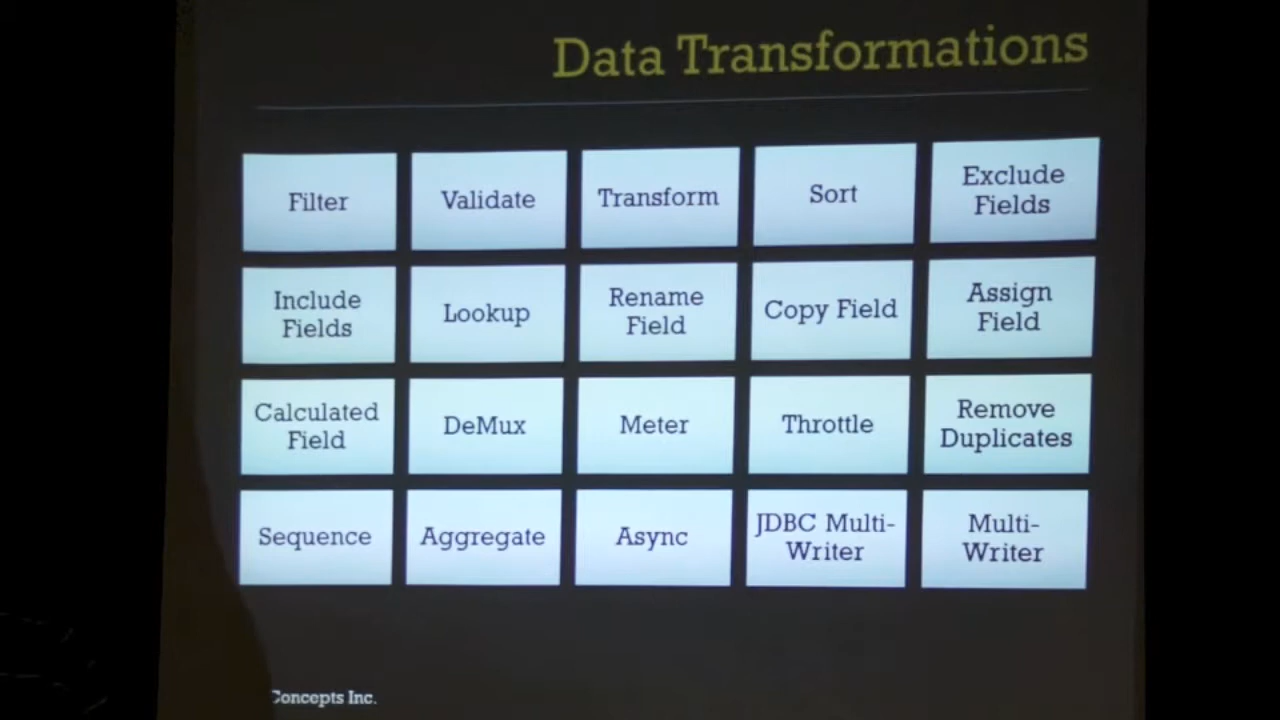 Data Transformations
Filter
Validate
Transform
Sort
Exclude
Fields
Include
Fields
Lookup
Rename
Field
Copy Field
Assign
Field
Calculated
Field
DeMux
Meter
Throttle
Remove
Duplicates
Sequence
Aggregate
Async
JDBC Multi-
Writer
Multi-
Writer
Concepts Inc.